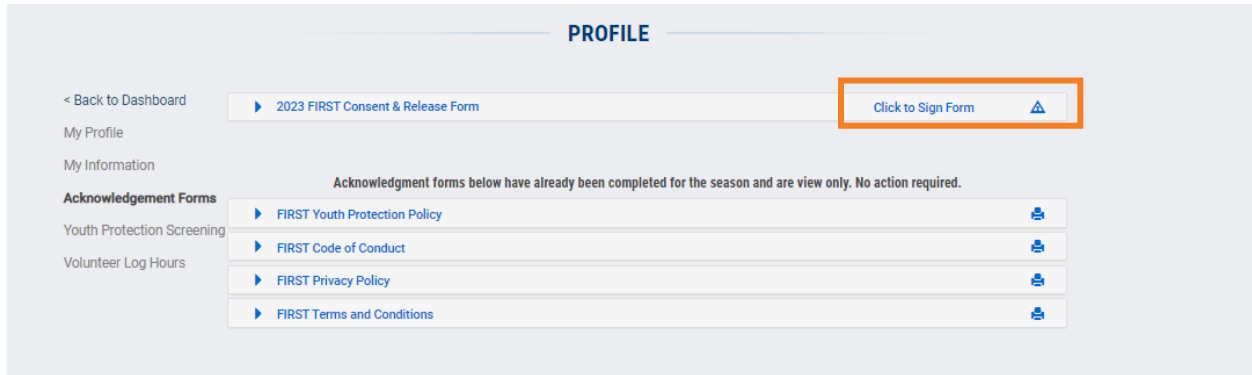 PROFILE
< Back to Dashboard
My Profile
My Information
Acknowledgement Forms
Youth Protection Screening
Volunteer Log Hours
2023 FIRST Consent & Release Form Click to Sign Form
Acknowledgment forms below have already been completed for the season and are view only. No action required.
FIRST Youth Protection Policy
FIRST Code of Conduct
FIRST Privacy Policy
FIRST Terms and Conditions